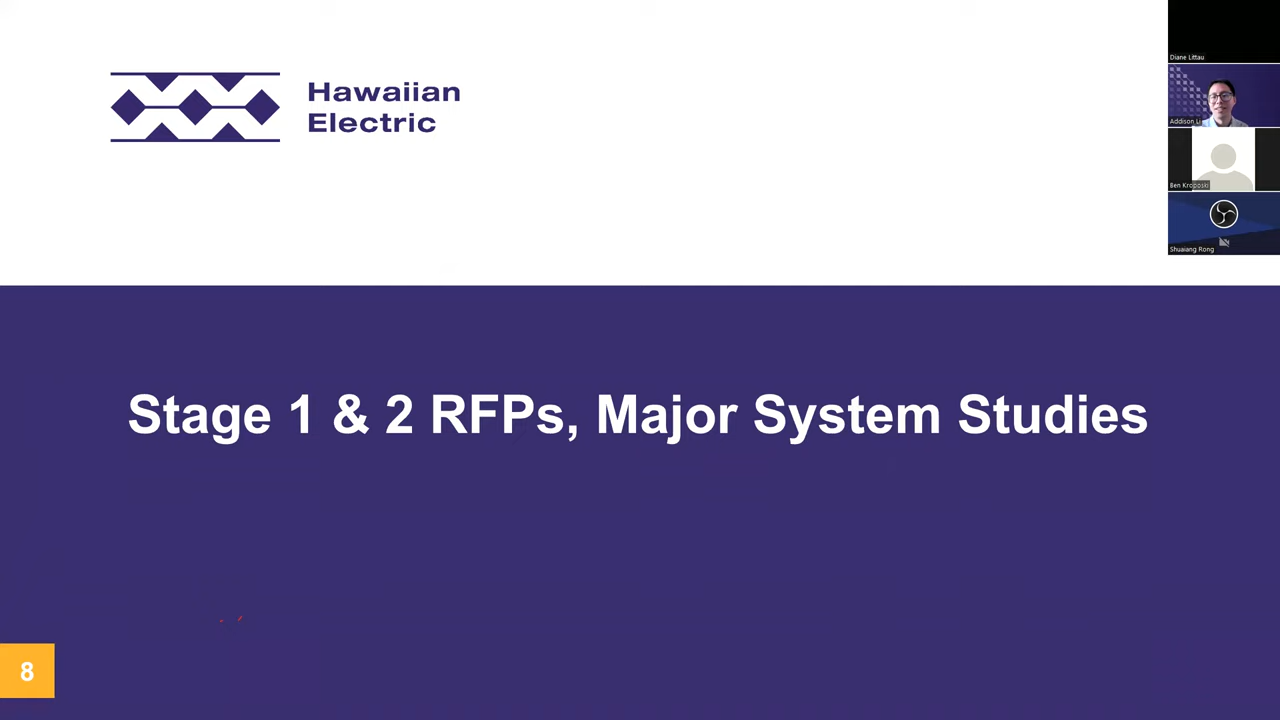 Hawaiian
Electric
Stage 1 & 2 RFPs, Major System Studies
8
Diane Littau
Addison Li
Ben Kroposki
Shuaiang Rong